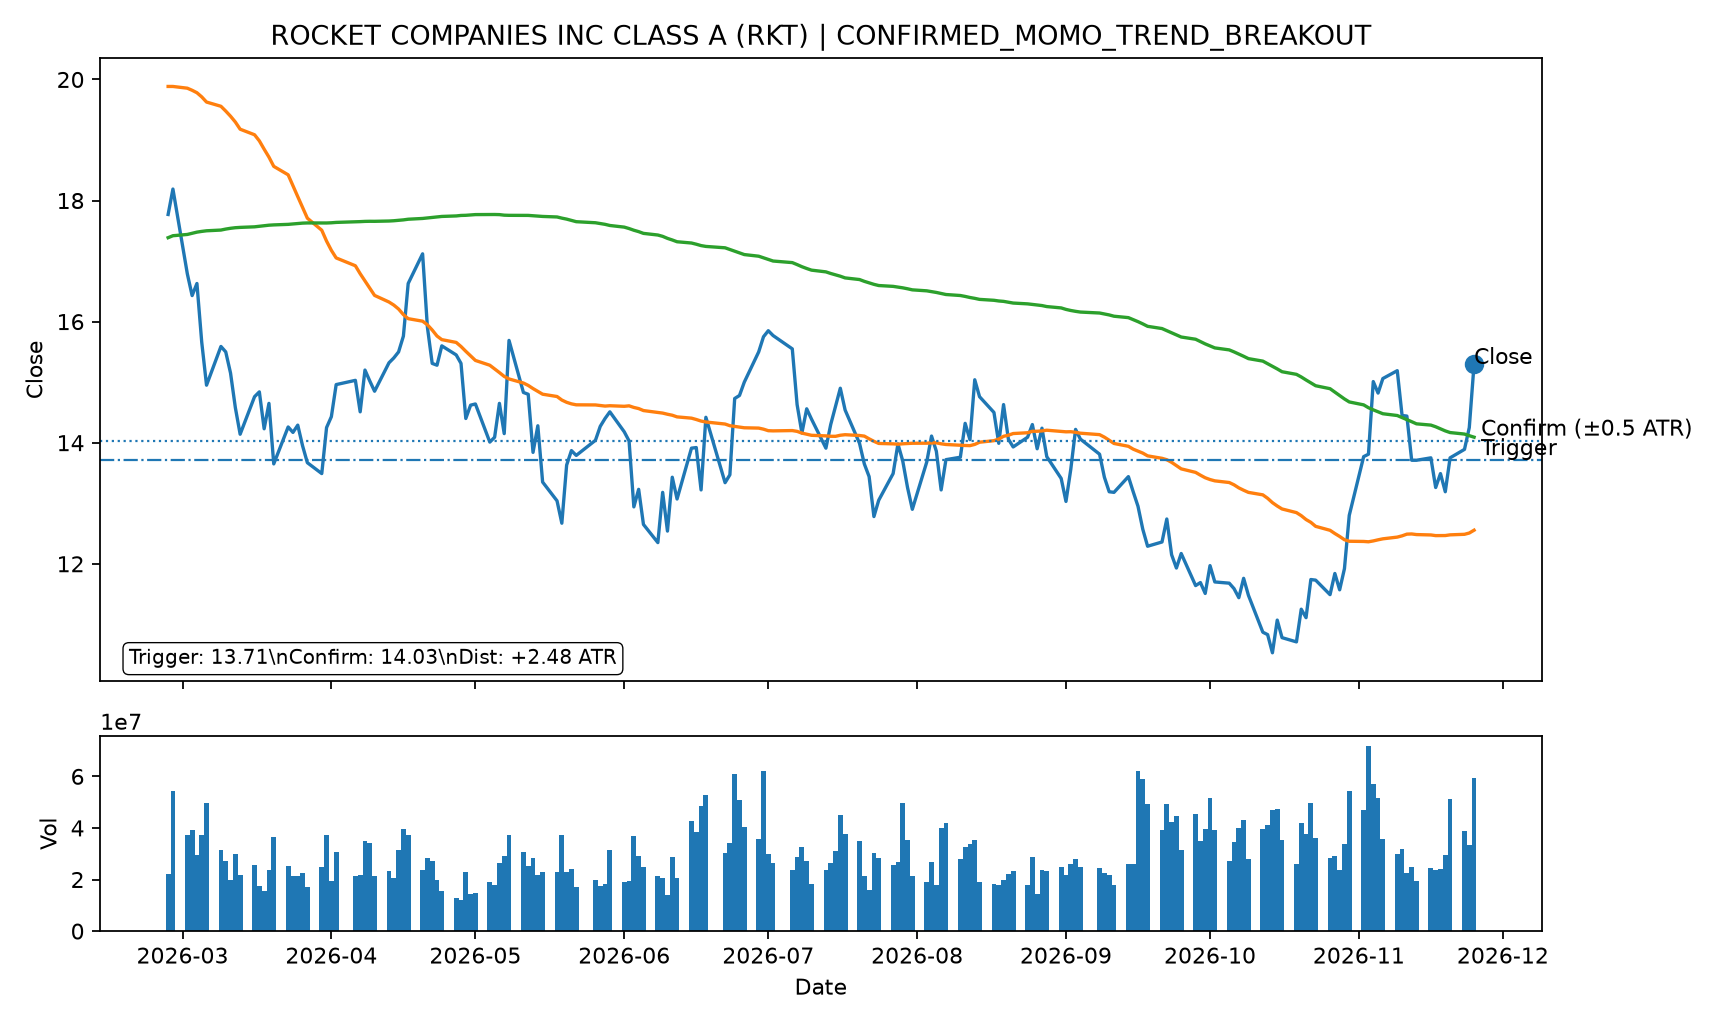 ROCKET COMPANIES INC CLASS A (RKT) | CONFIRMED_MOMO_TREND_BREAKOUT
20
18
16
14
12
Close
Close
Confirm (±0.5 ATR)
Trigger
Trigger: 13.71\nConfirm: 14.03\nDist: +2.48 ATR
1e7
6
4
2
0
Vol
2026-03 2026-04 2026-05 2026-06 2026-07 2026-08 2026-09 2026-10 2026-11 2026-12
Date